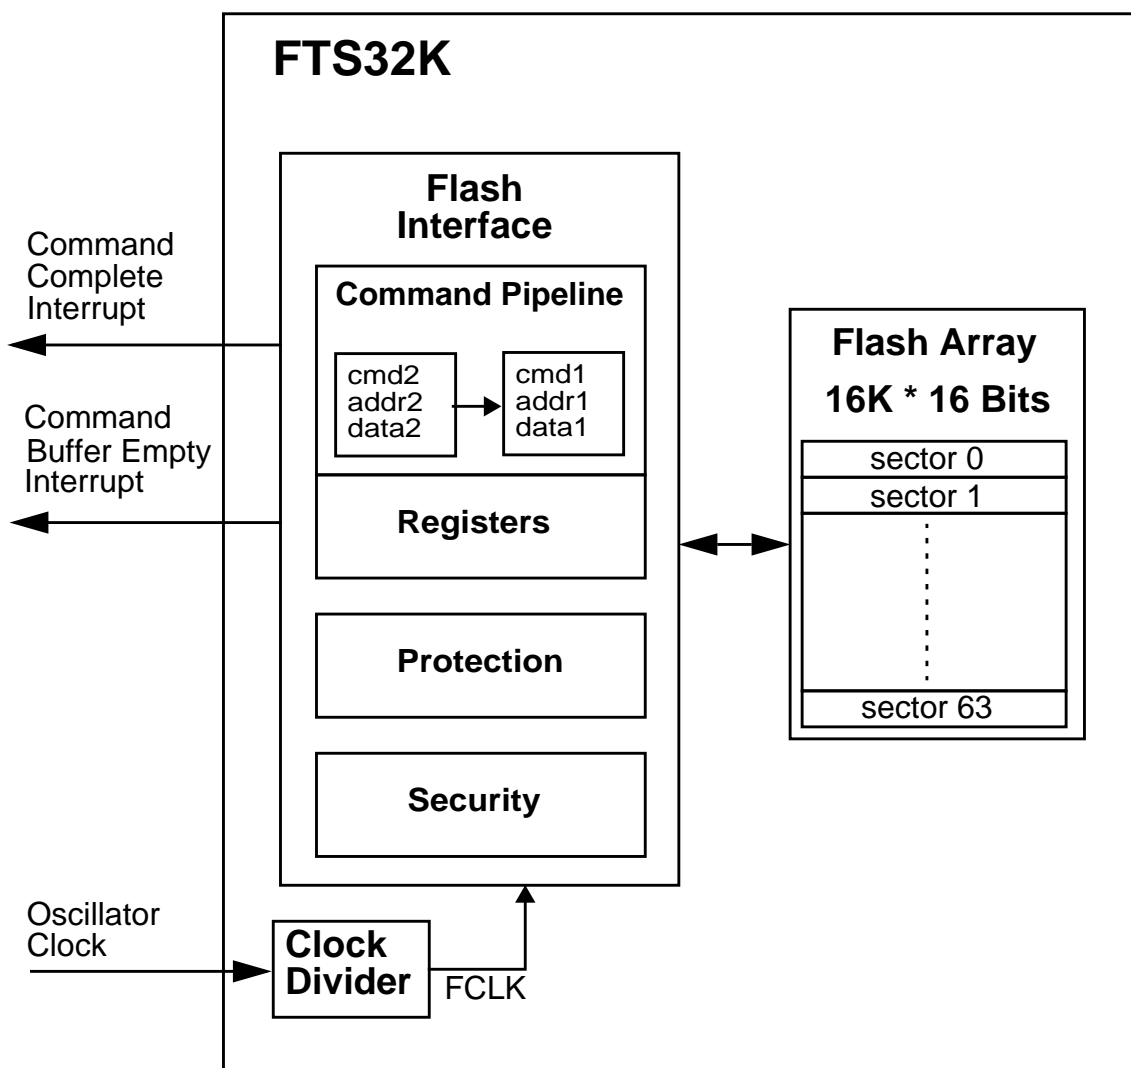 FTS32K
Flash
Interface
Command
Complete
Interrupt
Command Pipeline
cmd2
addr2
data2
cmd1
addr1
data1
Command
Buffer Empty
Interrupt
Registers
Protection
Security
Flash Array
16K * 16 Bits
sector 0
sector 1
sector 63
Oscillator
Clock
Clock
Divider
FCLK